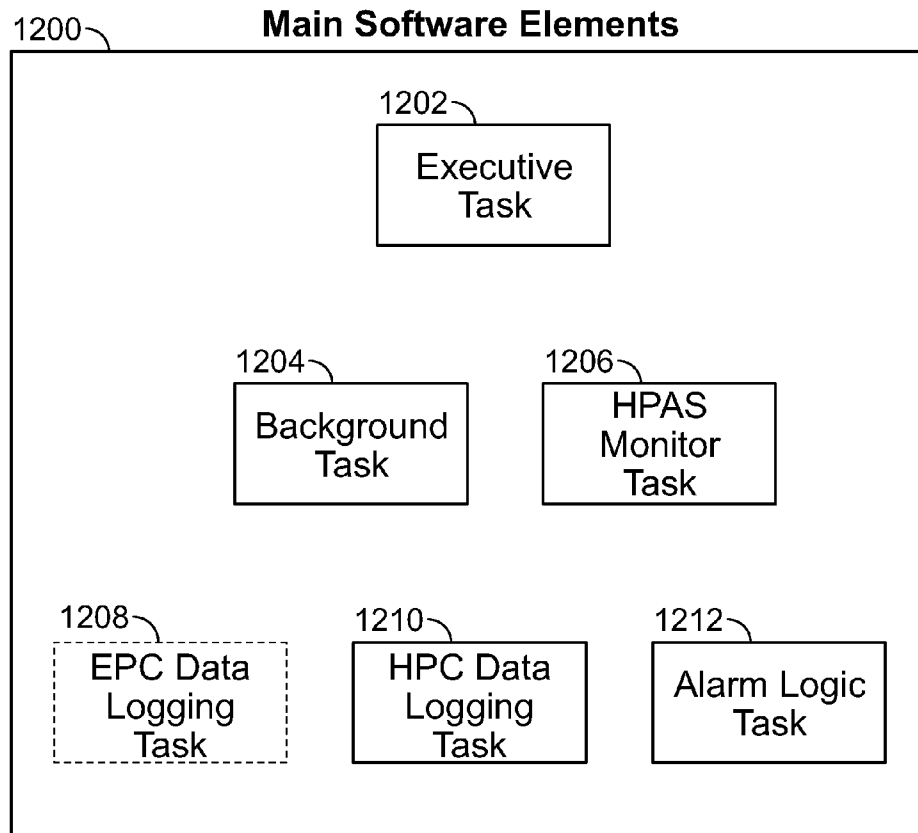 Main Software Elements
1200
1202
Executive
Task
1204
Background
Task
1206
HPAS
Monitor
Task
1208
EPC Data
Logging
Task
1210
HPC Data
Logging
Task
1212
Alarm Logic
Task